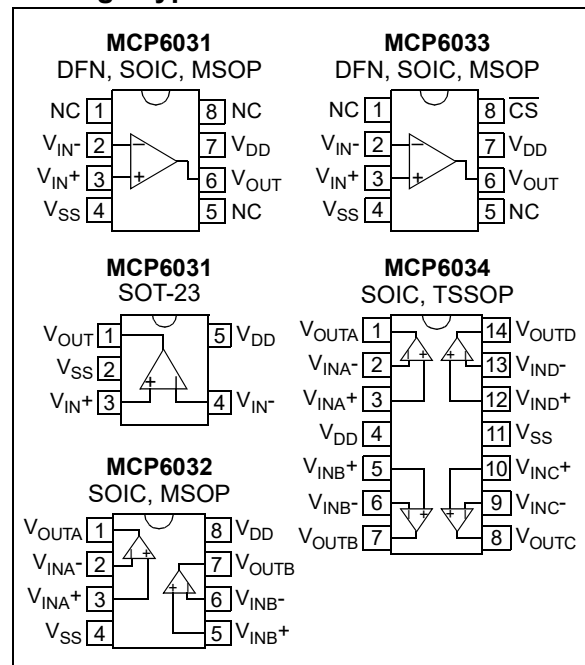 MCP6031
DFN, SOIC, MSOP
NC 1 8 NC
VIN- 2 7 VDD
VIN+ 3 6 VOUT
VSS 4 5 NC
MCP6033
DFN, SOIC, MSOP
NC 1 8 CS
VIN- 2 7 VDD
VIN+ 3 6 VOUT
VSS 4 5 NC
MCP6031
SOT-23
VOUT 1 5 VDD
VSS 2
VIN+ 3 4 VIN-
MCP6034
SOIC, TSSOP
VOUTA 1 14 VOUTD
VINA- 2 13 VIND-
VINA+ 3 12 VIND+
VDD 4 11 VSS
VINB+ 5 10 VINC+
VINB- 6 9 VINC-
VOUTB 7 8 VOUTC
MCP6032
SOIC, MSOP
VOUTA 1 8 VDD
VINA- 2 7 VOUTB
VINA+ 3 6 VINB-
VSS 4 5 VINB+